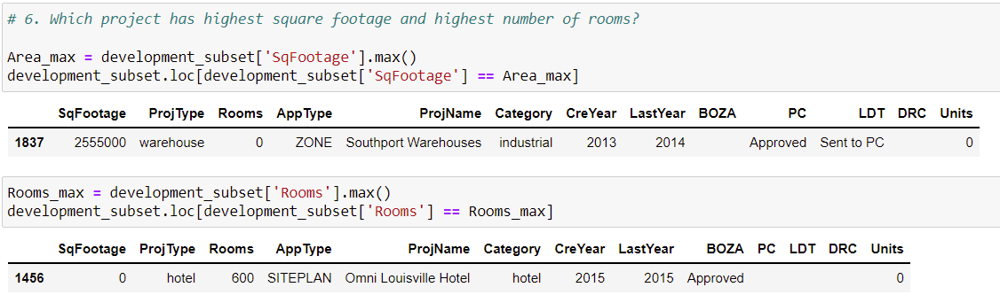 # 6. Which project has highest square footage and highest number of rooms?
Area_max = development_subset['SqFootage'].max()
development_subset.loc[development_subset['SqFootage'] == Area_max]
SqFootage ProjType Rooms AppType ProjName Category CreYear LastYear BOZA PC LDT DRC Units
1837 2555000 warehouse 0 ZONE Southport Warehouses industrial 2013 2014 Approved Sent to PC 0
Rooms_max = development_subset['Rooms'].max()
development_subset.loc[development_subset['Rooms'] == Rooms_max]
SqFootage ProjType Rooms AppType ProjName Category CreYear LastYear BOZA PC LDT DRC Units
1456 0 hotel 600 SITEPLAN Omni Louisville Hotel hotel 2015 2015 Approved 0